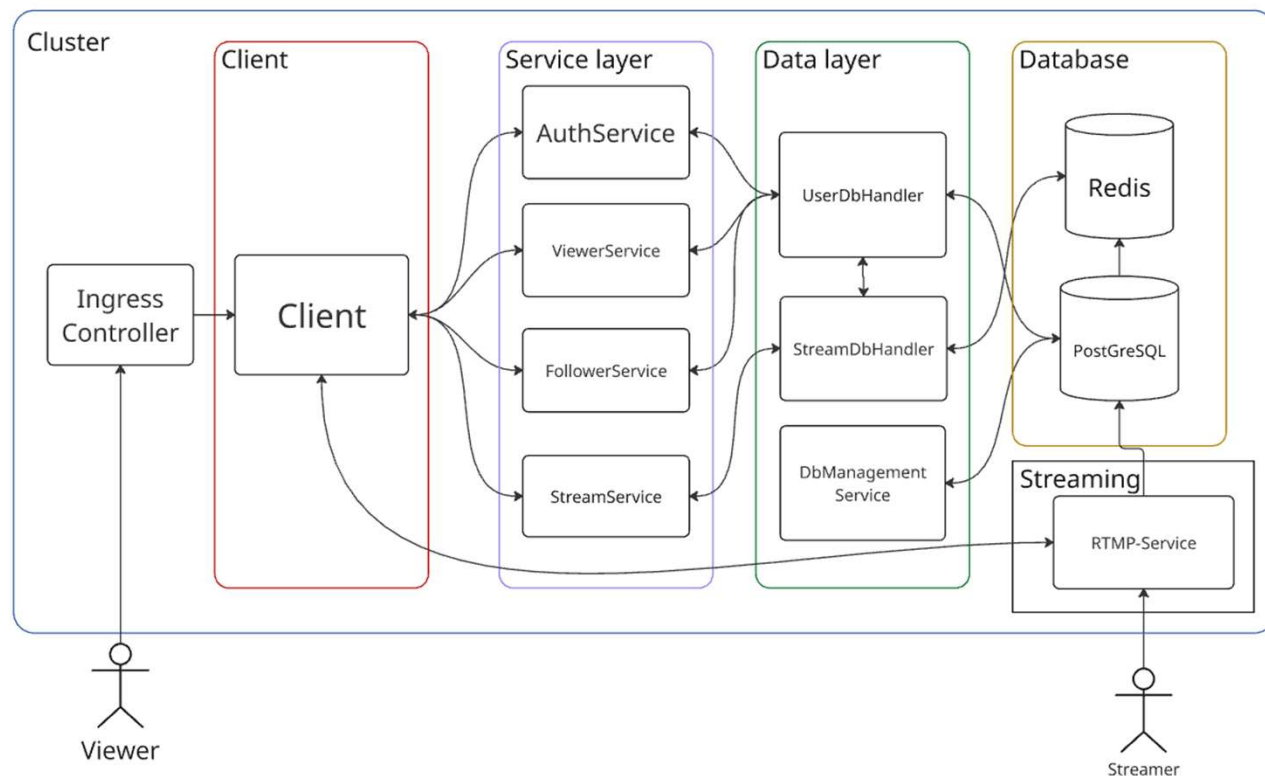 Cluster
Client
Service layer
Data layer
Database
AuthService
UserDbHandler
Redis
ViewerService
Ingress
Controller
Client
FollowerService
StreamDbHandler
PostGreSQL
DbManagement
Service
StreamService
Streaming
RTMP-Service
Viewer
Streamer